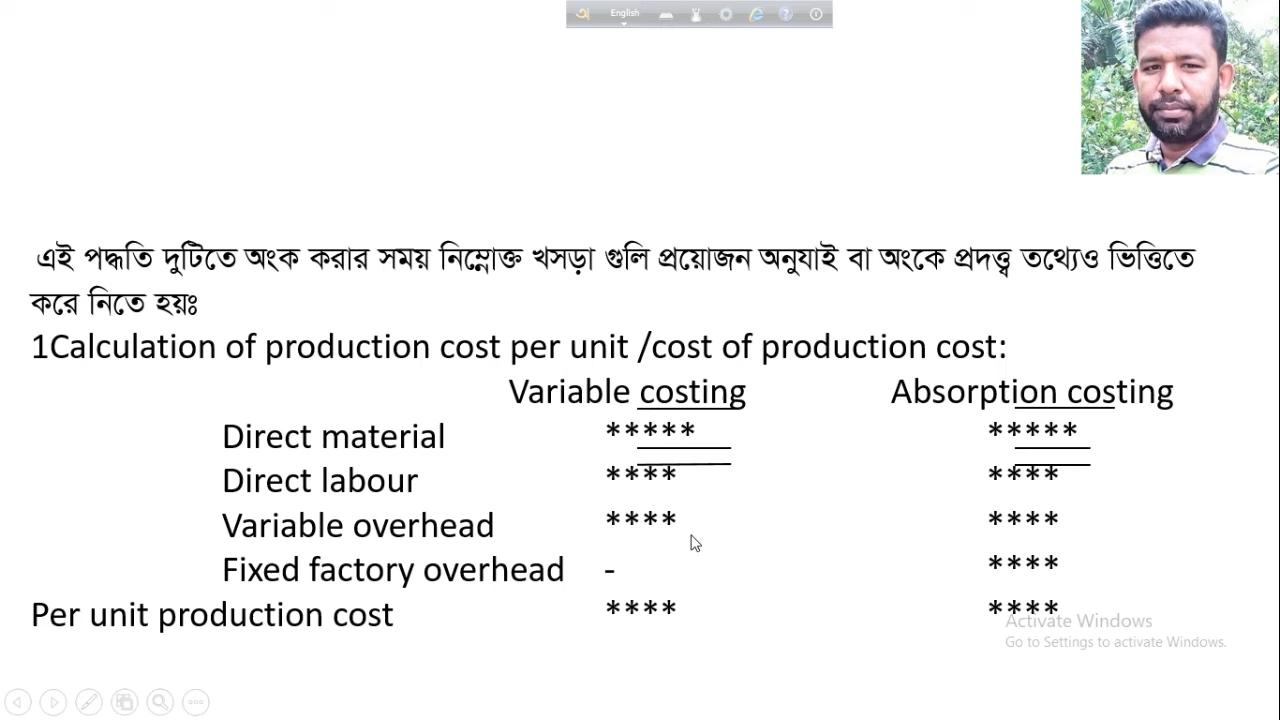 English
এই পদ্ধতি দুটিতে অংক করার সময় নিম্নোক্ত খসড়া গুলি প্রয়োজন অনুযাই বা অংকে প্রদত্ত্ব তথ্যেও ভিত্তিতে
করে নিতে হয়ঃ
1Calculation of production cost per unit /cost of production cost:
Variable costing Absorption costing
Direct material ***** *****
Direct labour **** ****
Variable overhead **** ****
Fixed factory overhead - ****
Per unit production cost **** ****
Activate Windows
Go to Settings to activate Windows.